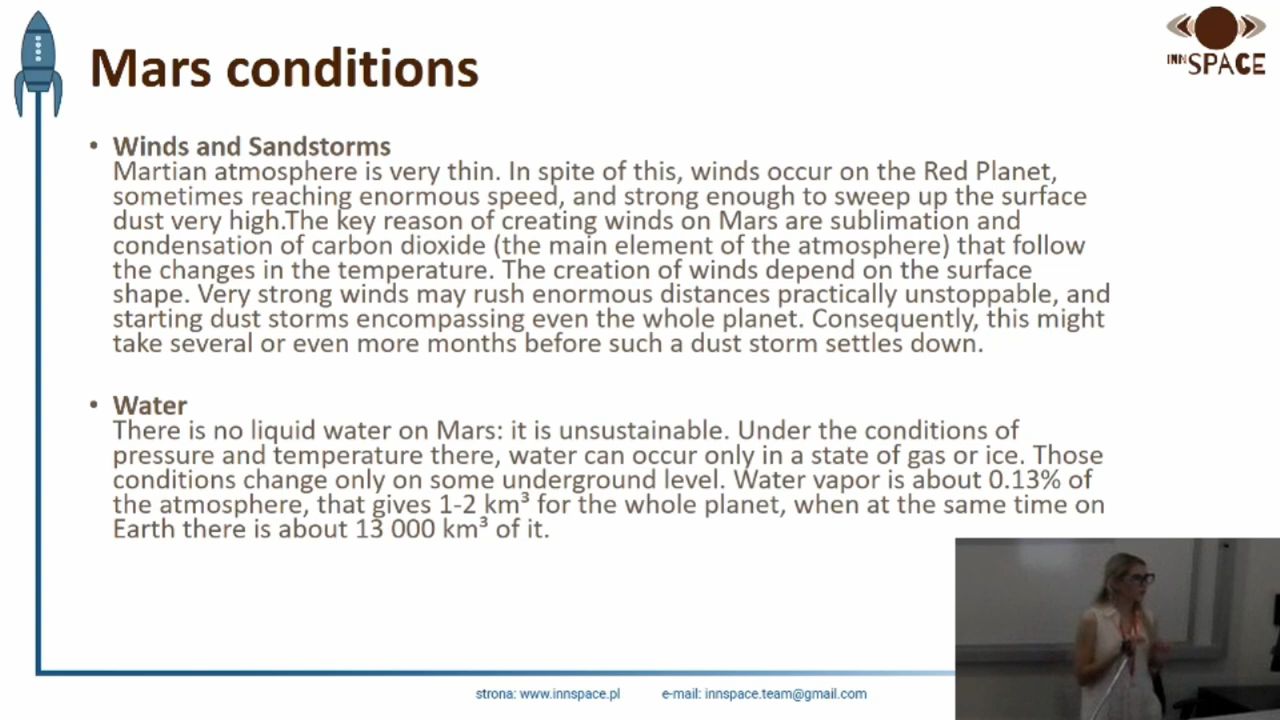 INNSPACE
Mars conditions
• Winds and Sandstorms
Martian atmosphere is very thin. In spite of this, winds occur on the Red Planet,
sometimes reaching enormous speed, and strong enough to sweep up the surface
dust very high.The key reason of creating winds on Mars are sublimation and
condensation of carbon dioxide (the main element of the atmosphere) that follow
the changes in the temperature. The creation of winds depend on the surface
shape. Very strong winds may rush enormous distances practically unstoppable, and
starting dust storms encompassing even the whole planet. Consequently, this might
take several or even more months before such a dust storm settles down.
• Water
There is no liquid water on Mars: it is unsustainable. Under the conditions of
pressure and temperature there, water can occur only in a state of gas or ice. Those
conditions change only on some underground level. Water vapor is about 0.13% of
the atmosphere, that gives 1-2 km³ for the whole planet, when at the same time on
Earth there is about 13 000 km³ of it.
strona: www.innspace.pl e-mail: innspace.team@gmail.com